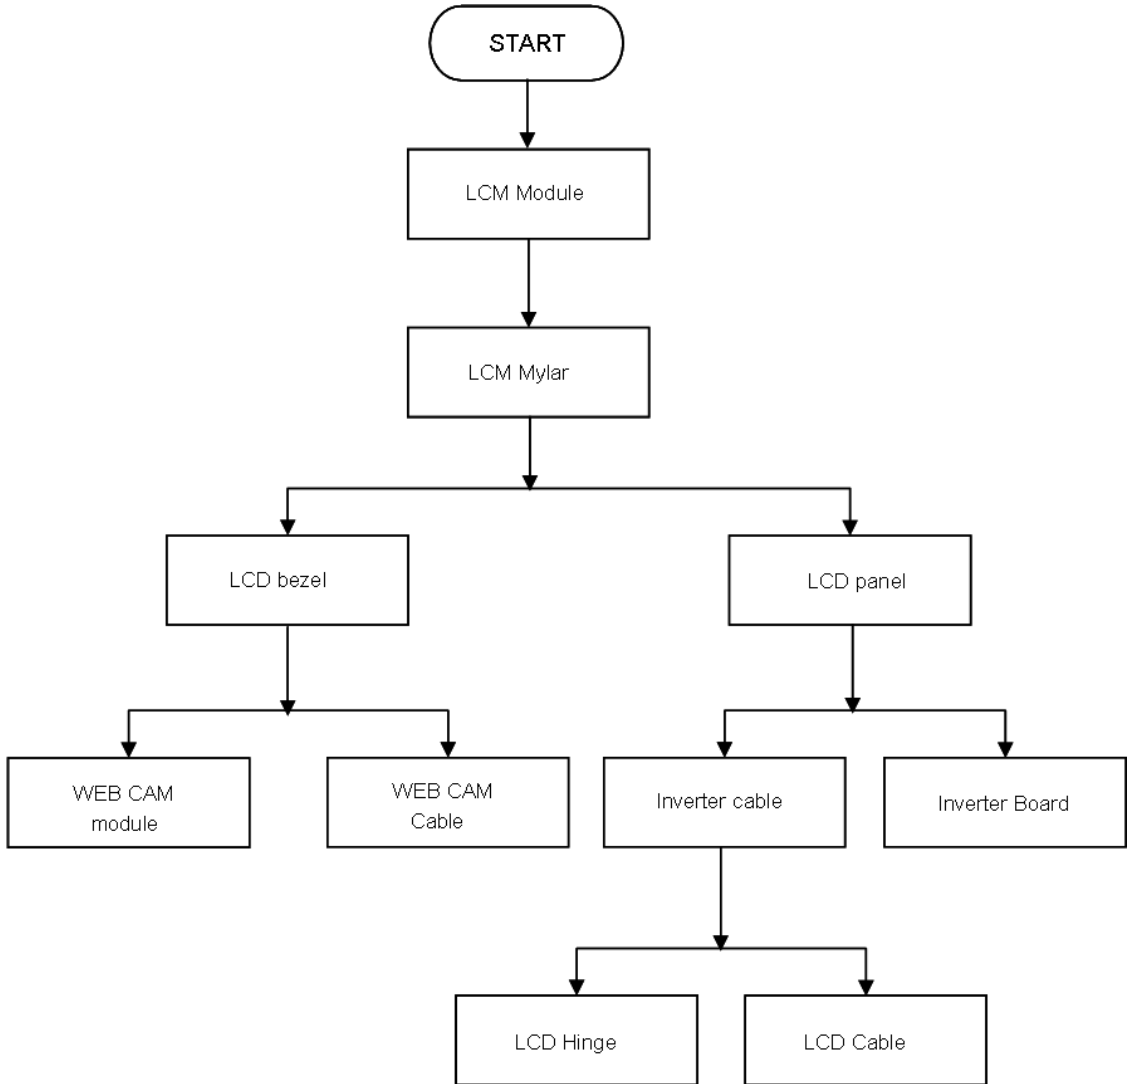 START
LCM Module
LCM Mylar
LCD bezel
LCD panel
WEB CAM
module
WEB CAM
Cable
Inverter cable
Inverter Board
LCD Hinge
LCD Cable